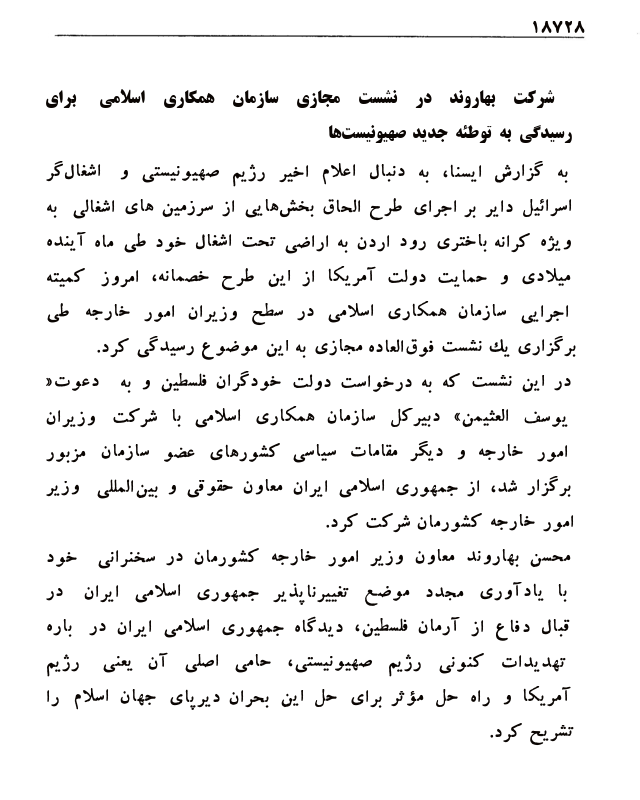 ۱۸۷۲۸
شرکت بهاروند در نشست مجازی سازمان همکاری اسلامی برای
رسیدگی به توطئه جدید صهیونیست‌ها
به گزارش ایسنا، به دنبال اعلام اخیر رژیم صهیونیستی و اشغال‌گر
اسرائیل دایر بر اجرای طرح الحاق بخش‌هایی از سرزمین های اشغالی به
ویژه کرانه باختری رود اردن به اراضی تحت اشغال خود طی ماه آینده
میلادی و حمایت دولت آمریکا از این طرح خصمانه، امروز کمیته
اجرایی سازمان همکاری اسلامی در سطح وزیران امور خارجه طی
برگزاری یك نشست فوق‌العاده مجازی به این موضوع رسیدگی کرد.
در این نشست که به درخواست دولت خودگران فلسطین و به دعوت«
یوسف العثیمن» دبیرکل سازمان همکاری اسلامی با شرکت وزیران
امور خارجه و دیگر مقامات سیاسی کشورهای عضو سازمان مزبور
برگزار شد، از جمهوری اسلامی ایران معاون حقوقی و بین‌المللی وزیر
امور خارجه کشورمان شرکت کرد.
محسن بهاروند معاون وزیر امور خارجه کشورمان در سخنرانی خود
با یادآوری مجدد موضع تغییرناپذیر جمهوری اسلامی ایران در
قبال دفاع از آرمان فلسطین، دیدگاه جمهوری اسلامی ایران در باره
تهدیدات کنونی رژیم صهیونیستی، حامی اصلی آن یعنی رژیم
آمریکا و راه حل مؤثر برای حل این بحران دیرپای جهان اسلام را
تشریح کرد.